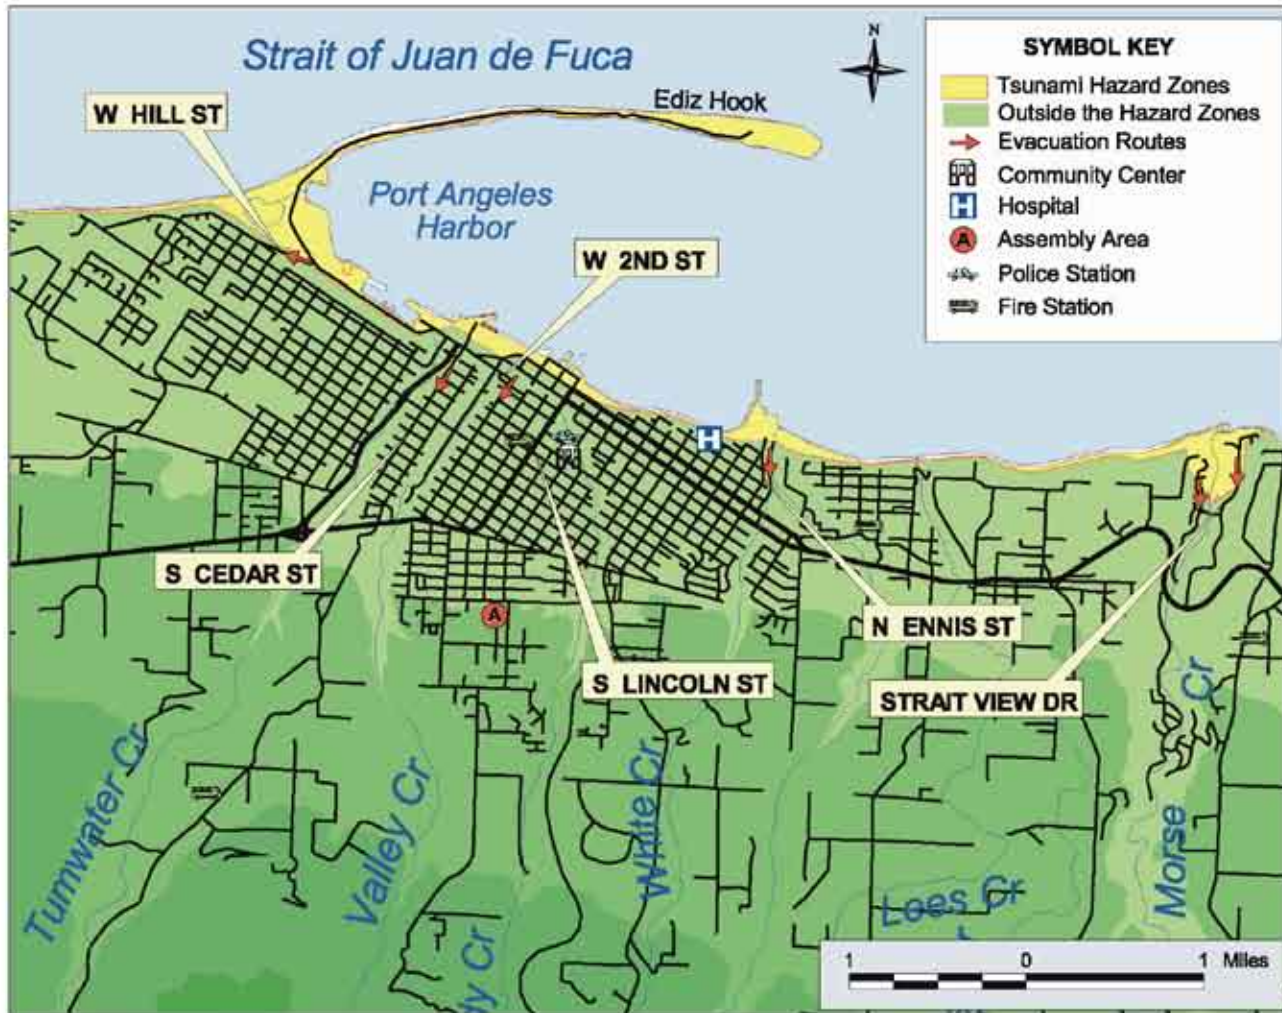 Strait of Juan de Fuca
N
Ediz Hook
W HILL ST
Port Angeles
Harbor
W 2ND ST
SYMBOL KEY
Tsunami Hazard Zones
Outside the Hazard Zones
Evacuation Routes
Community Center
H Hospital
A Assembly Area
Police Station
Fire Station
H
S CEDAR ST
A
N ENNIS ST
S LINCOLN ST
STRAIT VIEW DR
Tumwater Cr
Valley Cr
dy Cr
White Cr
Lees Cr
Morse Cr
1 0 1 Miles